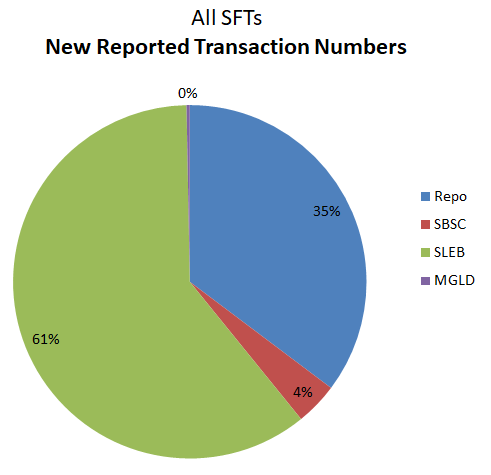 All SFTs
New Reported Transaction Numbers
0%
35%
Repo
SBSC
SLEB
MGLD
61%
4%